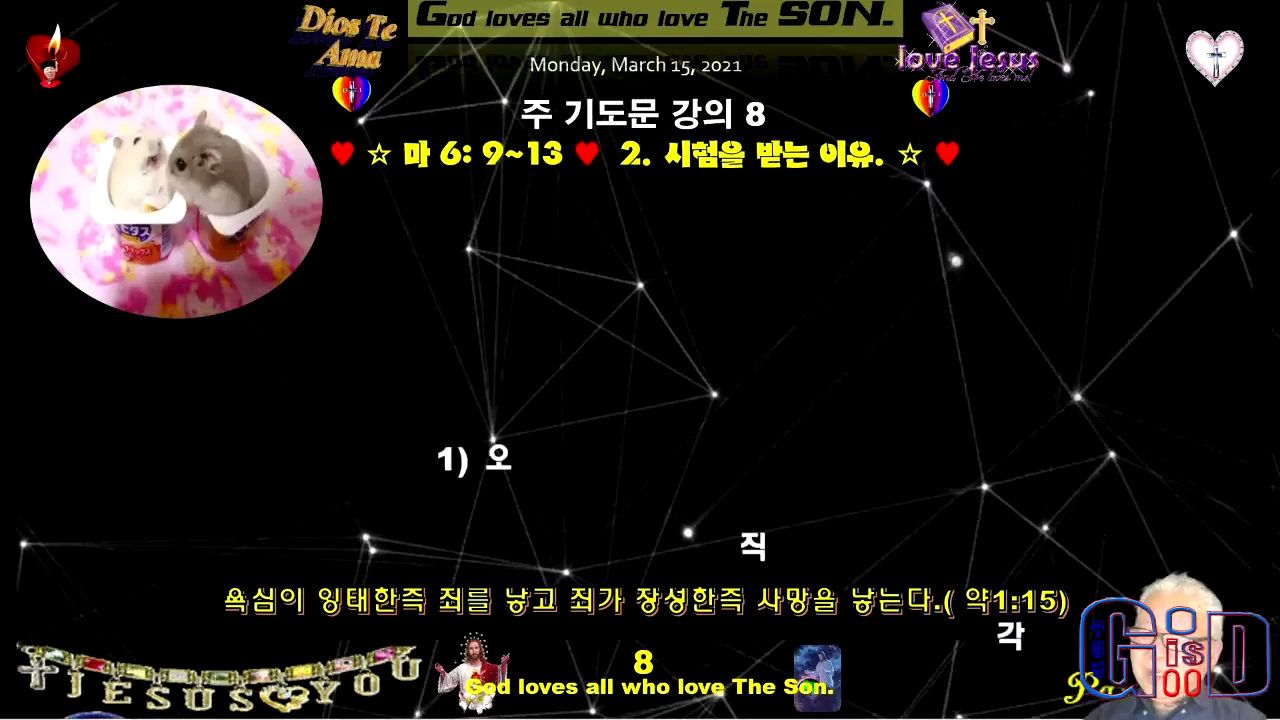 Dios Te Ama
God loves all who love The SON.
love Jesus
And He loves me!
Monday, March 15, 2021
주 기도문 강의 8
♥ ☆ 마 6: 9~13 ♥ 2. 시험을 받는 이유. ☆ ♥
1) 오
직
욕심이 잉태한즉 죄를 낳고 죄가 장성한즉 사망을 낳는다.( 약1:15)
각
JESUS YOU
8
God loves all who love The Son.
God is